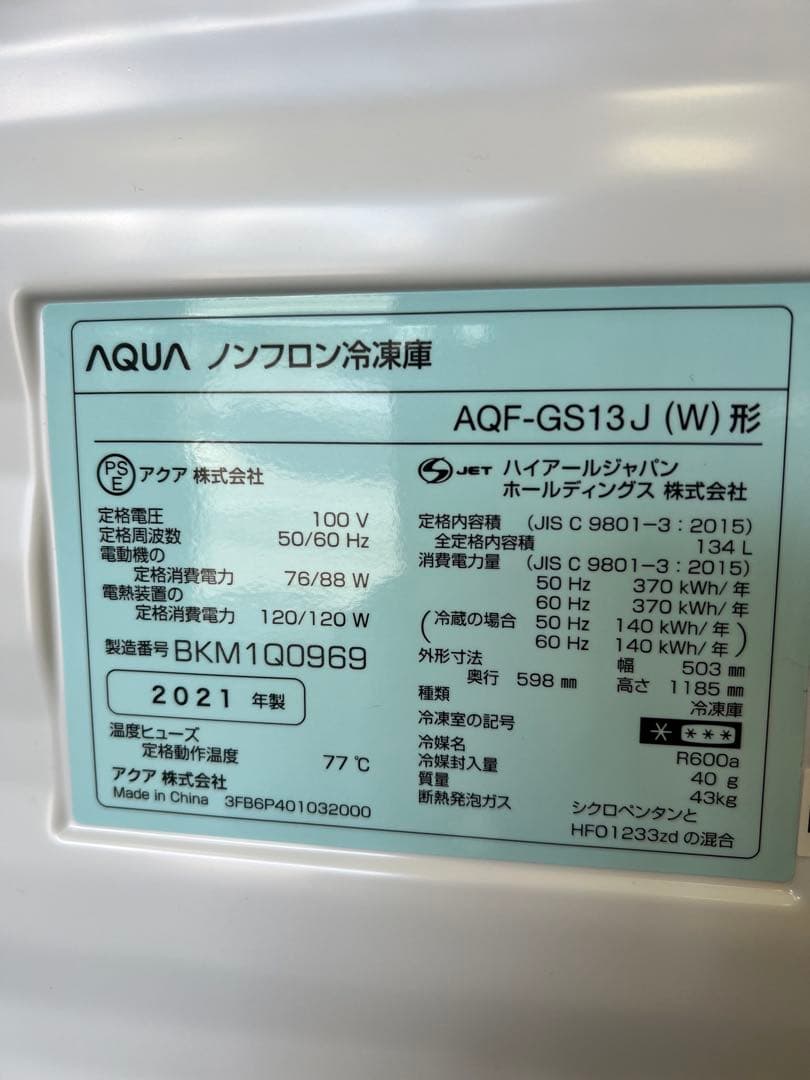 AQUA ノンフロン冷凍庫
AQF-GS13J (W) 形
PS
E
アクア 株式会社
定格電圧 100 V
定格周波数 50/60 Hz
電動機の
定格消費電力 76/88 W
電熱装置の
定格消費電力 120/120 W
製造番号 BKM1Q0969
2021 年製
温度ヒューズ
定格動作温度 77 ℃
アクア 株式会社
Made in China 3FB6P401032000
JET ハイアールジャパン
ホールディングス 株式会社
定格内容積 (JIS C 9801-3 : 2015)
全定格内容積 134 L
消費電力量 (JIS C 9801-3 : 2015)
50 Hz 370 kWh/年
60 Hz 370 kWh/年
(冷蔵の場合 50 Hz 140 kWh/年
60 Hz 140 kWh/年)
外形寸法 幅 503 ㎜
奥行 598 ㎜ 高さ 1185 ㎜
種類 冷凍庫
冷凍室の記号 * ***
冷媒名 R600a
冷媒封入量 40 g
質量 43kg
断熱発泡ガス シクロペンタンと
HFO1233zd の混合